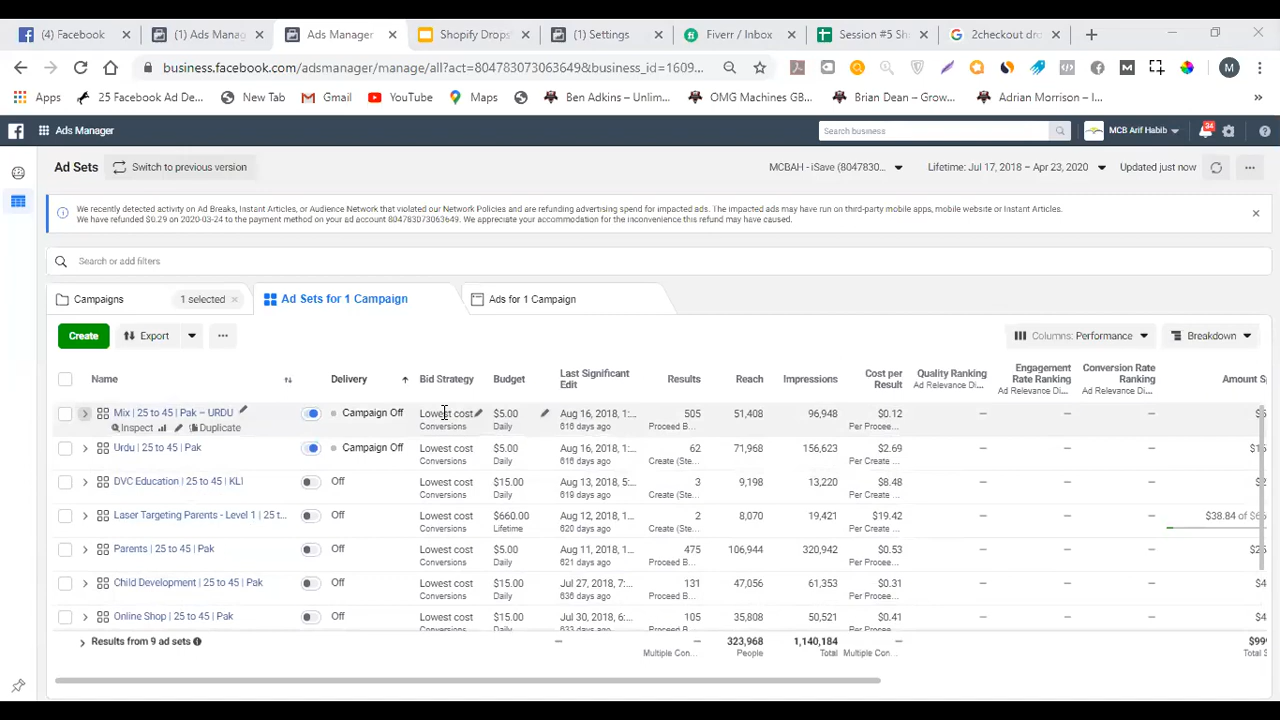 (4) Facebook
(1) Ads Manag
Ads Manager
Shopify Drops
(1) Settings
Fiverr / Inbox
Session #5 Sh
2checkout dr
business.facebook.com/adsmanager/manage/all?act=804783073063649&business_id=1609...
M
Apps
25 Facebook Ad De...
New Tab
Gmail
YouTube
Maps
Ben Adkins – Unlim...
OMG Machines GB...
Brian Dean – Grow...
Adrian Morrison – I...
»
Ads Manager
Search business
MCB Arif Habib
34
Ad Sets
Switch to previous version
MCBAH - iSave (8047830...
Lifetime: Jul 17, 2018 – Apr 23, 2020
Updated just now
We recently detected activity on Ad Breaks, Instant Articles, or Audience Network that violated our Network Policies and are refunding advertising spend for impacted ads. The impacted ads may have run on third-party mobile apps, mobile website or Instant Articles.
We have refunded $0.29 on 2020-03-24 to the payment method on your ad account 804783073063649. We appreciate your accommodation for the inconvenience this refund may have caused.
Search or add filters
Campaigns
1 selected
Ad Sets for 1 Campaign
Ads for 1 Campaign
Create
Export
Columns: Performance
Breakdown
Name Delivery Bid Strategy Budget Last Significant Edit Results Reach Impressions Cost per Result Quality Ranking Ad Relevance Di... Engagement Rate Ranking Ad Relevance Di... Conversion Rate Ranking Ad Relevance Di... Amount S
Mix | 25 to 45 | Pak – URDU Campaign Off Lowest cost $5.00 Aug 16, 2018, 1:... 505 51,408 96,948 $0.12 — — —
Inspect Duplicate Conversions Daily 616 days ago Proceed B... Per Procee...
Urdu | 25 to 45 | Pak Campaign Off Lowest cost $5.00 Aug 16, 2018, 1:... 62 71,968 156,623 $2.69 — — —
Conversions Daily 616 days ago Create (Ste... Per Create ...
DVC Education | 25 to 45 | KLI Off Lowest cost $15.00 Aug 13, 2018, 5:... 3 9,198 13,220 $8.48 — — —
Conversions Daily 619 days ago Create (Ste... Per Create ...
Laser Targeting Parents - Level 1 | 25 t... Off Lowest cost $660.00 Aug 12, 2018, 1... 2 8,070 19,421 $19.42 — — — $38.84 of $6
Conversions Lifetime 620 days ago Create (Ste... Per Create ...
Parents | 25 to 45 | Pak Off Lowest cost $5.00 Aug 11, 2018, 1... 475 106,944 320,942 $0.53 — — —
Conversions Daily 621 days ago Proceed B... Per Procee...
Child Development | 25 to 45 | Pak Off Lowest cost $15.00 Jul 27, 2018, 7:... 131 47,056 61,353 $0.31 — — —
Conversions Daily 636 days ago Proceed B... Per Procee...
Online Shop | 25 to 45 | Pak Off Lowest cost $15.00 Jul 30, 2018, 6:... 105 35,808 50,521 $0.41 — — —
Conversions Daily 633 days ago Proceed B... Per Procee...
Results from 9 ad sets — — 323,968 1,140,184 — — — — $99
Multiple Con... People Total Multiple Con... Total S